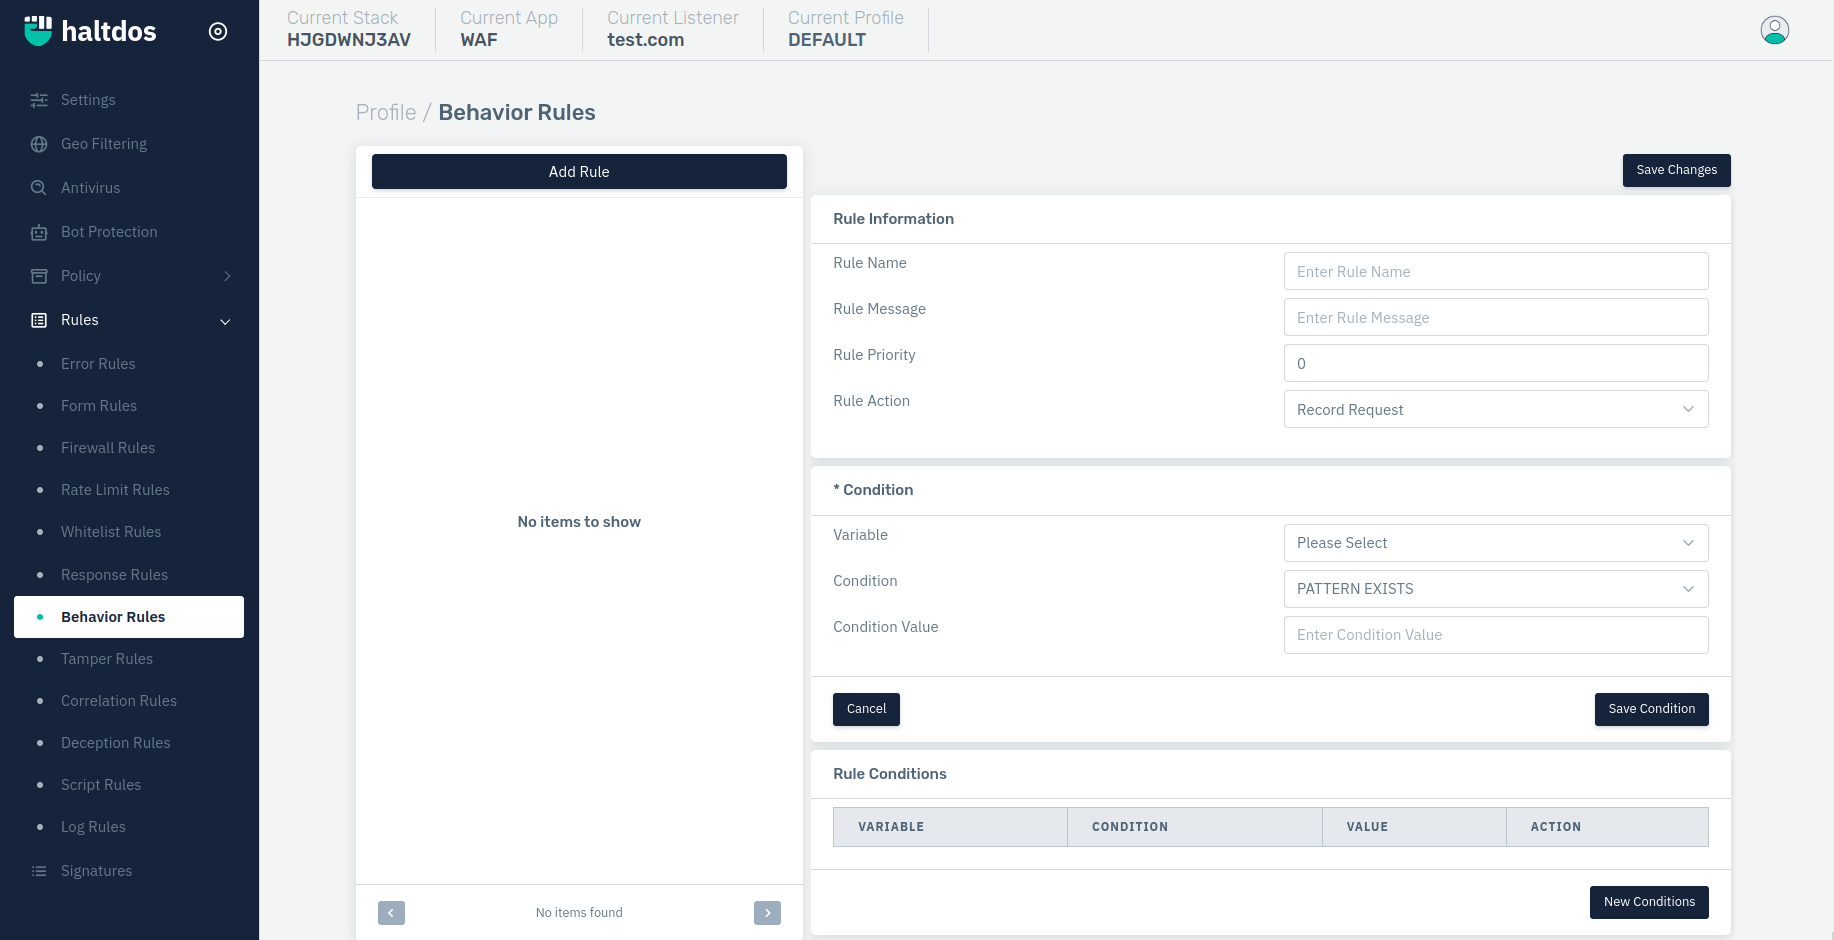 haltdos
Current Stack
HJGDWNJ3AV
Current App
WAF
Current Listener
test.com
Current Profile
DEFAULT
Settings
Geo Filtering
Antivirus
Bot Protection
Policy
Rules
Error Rules
Form Rules
Firewall Rules
Rate Limit Rules
Whitelist Rules
Response Rules
Behavior Rules
Tamper Rules
Correlation Rules
Deception Rules
Script Rules
Log Rules
Signatures
Profile / Behavior Rules
Add Rule
No items to show
No items found
Save Changes
Rule Information
Rule Name
Enter Rule Name
Rule Message
Enter Rule Message
Rule Priority
0
Rule Action
Record Request
* Condition
Variable
Please Select
Condition
PATTERN EXISTS
Condition Value
Enter Condition Value
Cancel
Save Condition
Rule Conditions
VARIABLE CONDITION VALUE ACTION
New Conditions